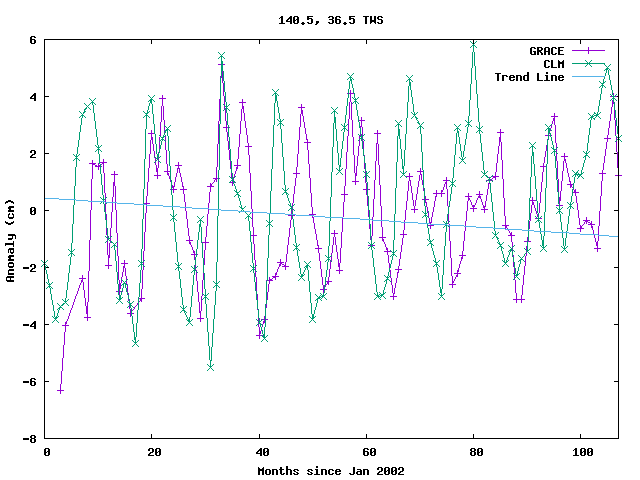 140.5, 36.5 TWS
GRACE
CLM
Trend Line
6
4
2
0
-2
-4
-6
-8
Anomaly (cm)
0 20 40 60 80 100
Months since Jan 2002